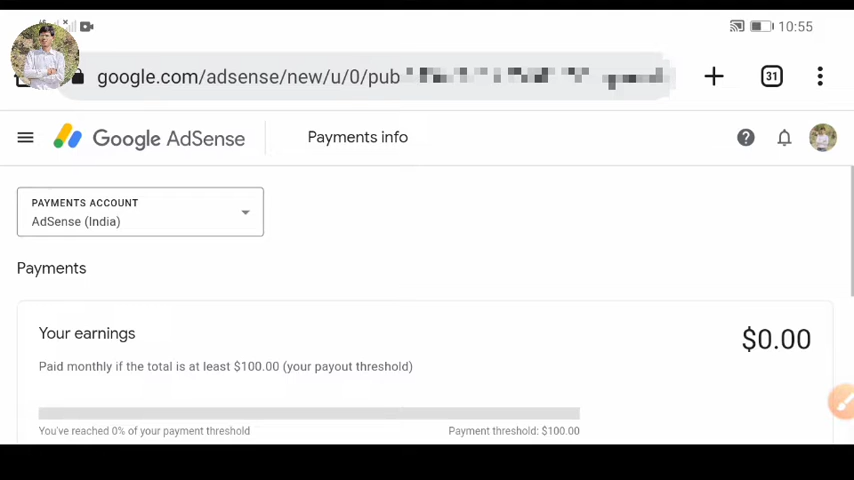 10:55
google.com/adsense/new/u/0/pub
31
Google AdSense
Payments info
PAYMENTS ACCOUNT
AdSense (India)
Payments
Your earnings
$0.00
Paid monthly if the total is at least $100.00 (your payout threshold)
You've reached 0% of your payment threshold
Payment threshold: $100.00